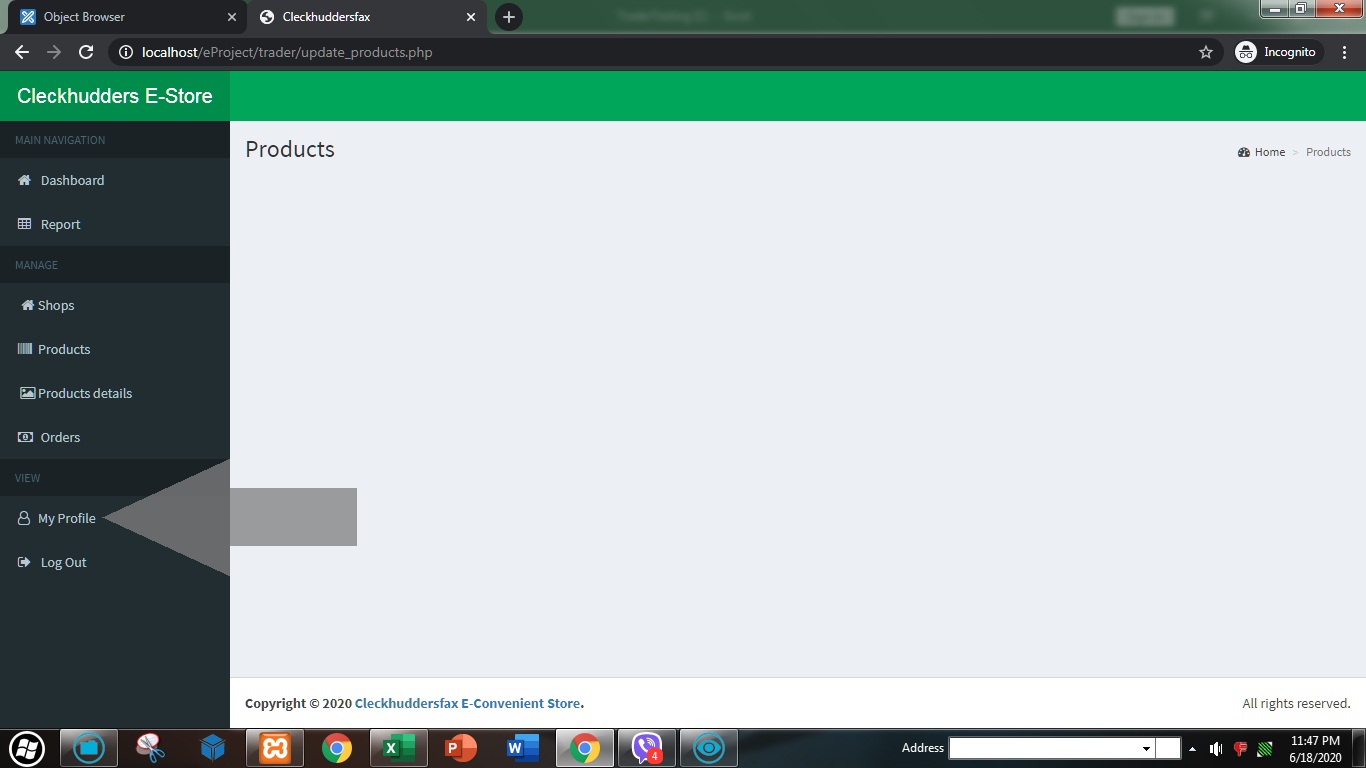 Object Browser
Cleckhuddersfax
localhost/eProject/trader/update_products.php
Incognito
Cleckhudders E-Store
MAIN NAVIGATION
Products
Home > Products
Dashboard
Report
MANAGE
Shops
Products
Products details
Orders
VIEW
My Profile
Log Out
Copyright © 2020 Cleckhuddersfax E-Convenient Store.
All rights reserved.
4
Address
11:47 PM
6/18/2020